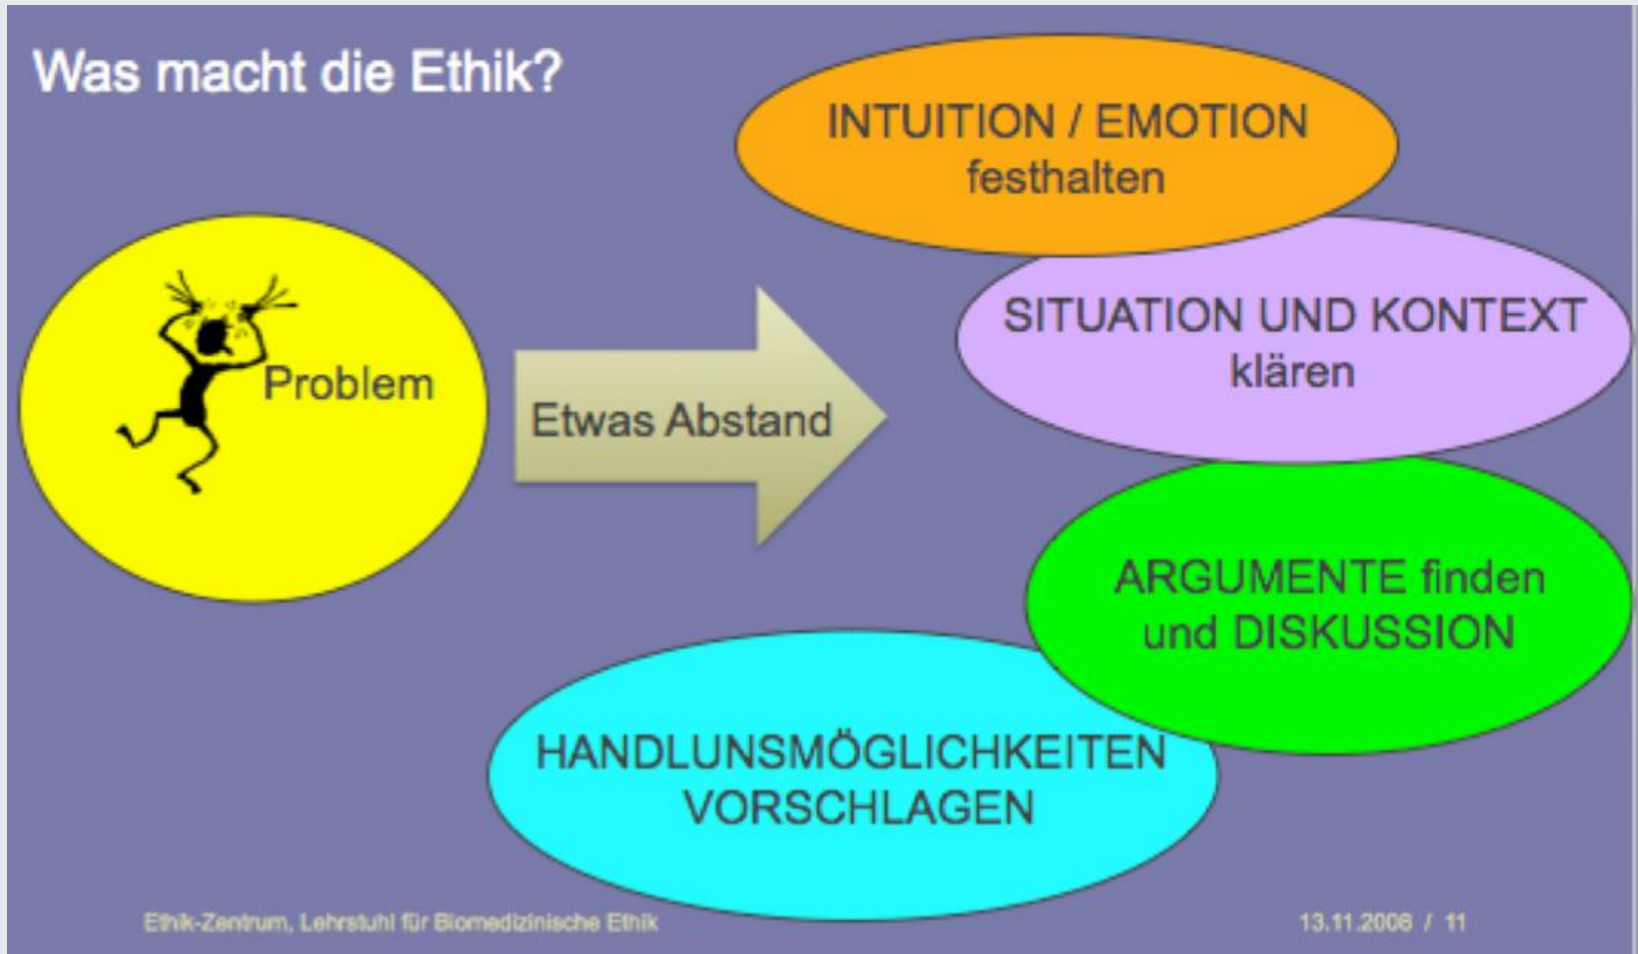 Was macht die Ethik?
INTUITION / EMOTION
festhalten
SITUATION UND KONTEXT
klären
Problem
Etwas Abstand
ARGUMENTE finden
und DISKUSSION
HANDLUNSMÖGLICHKEITEN
VORSCHLAGEN
Ethik-Zentrum, Lehrstuhl für Biomedizinische Ethik
13.11.2006 / 11